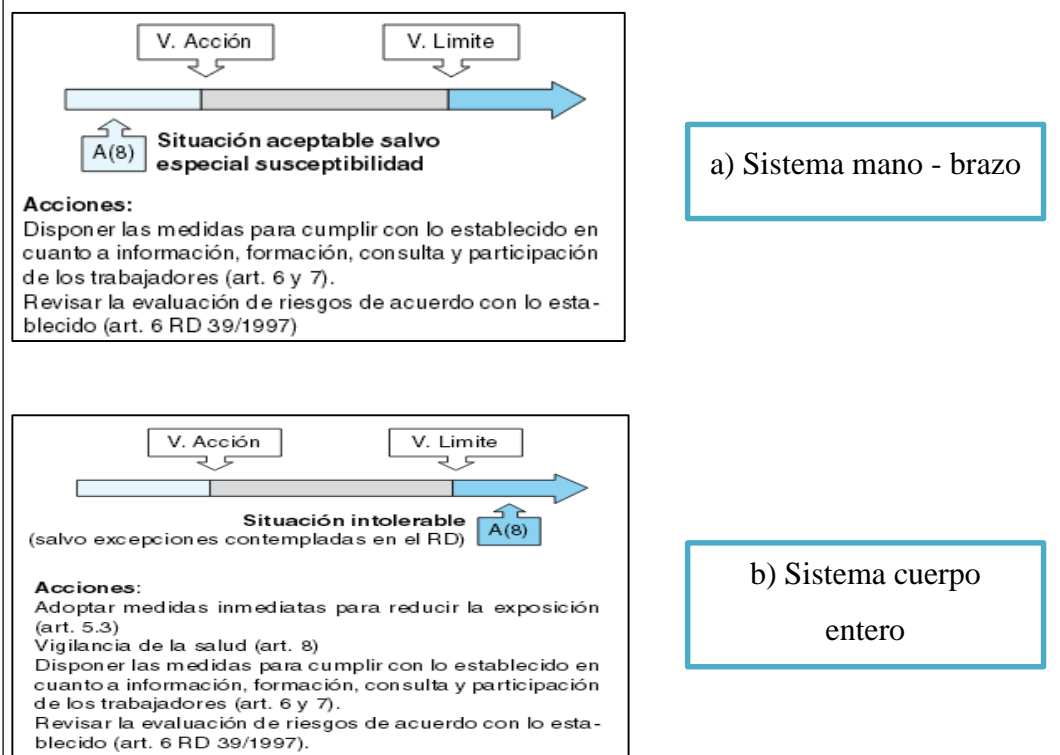 V. Acción
V. Limite
A(8)
Situación aceptable salvo
especial susceptibilidad
Acciones:
Disponer las medidas para cumplir con lo establecido en
cuanto a información, formación, consulta y participación
de los trabajadores (art. 6 y 7).
Revisar la evaluación de riesgos de acuerdo con lo esta-
blecido (art. 6 RD 39/1997)
a) Sistema mano - brazo
V. Acción
V. Limite
Situación intolerable
(salvo excepciones contempladas en el RD)
A(8)
Acciones:
Adoptar medidas inmediatas para reducir la exposición
(art. 5.3)
Vigilancia de la salud (art. 8)
Disponer las medidas para cumplir con lo establecido en
cuanto a información, formación, consulta y participación
de los trabajadores (art. 6 y 7).
Revisar la evaluación de riesgos de acuerdo con lo esta-
blecido (art. 6 RD 39/1997).
b) Sistema cuerpo
entero